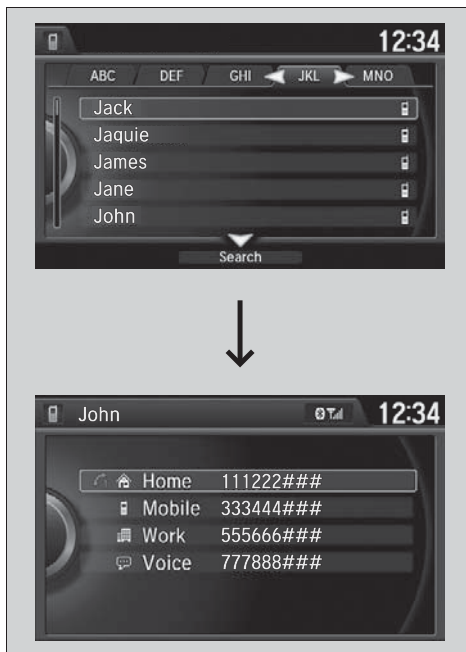 12:34
ABC DEF GHI JKL MNO
Jack
Jaquie
James
Jane
John
Search
John 12:34
Home 111222###
Mobile 333444###
Work 555666###
Voice 777888###